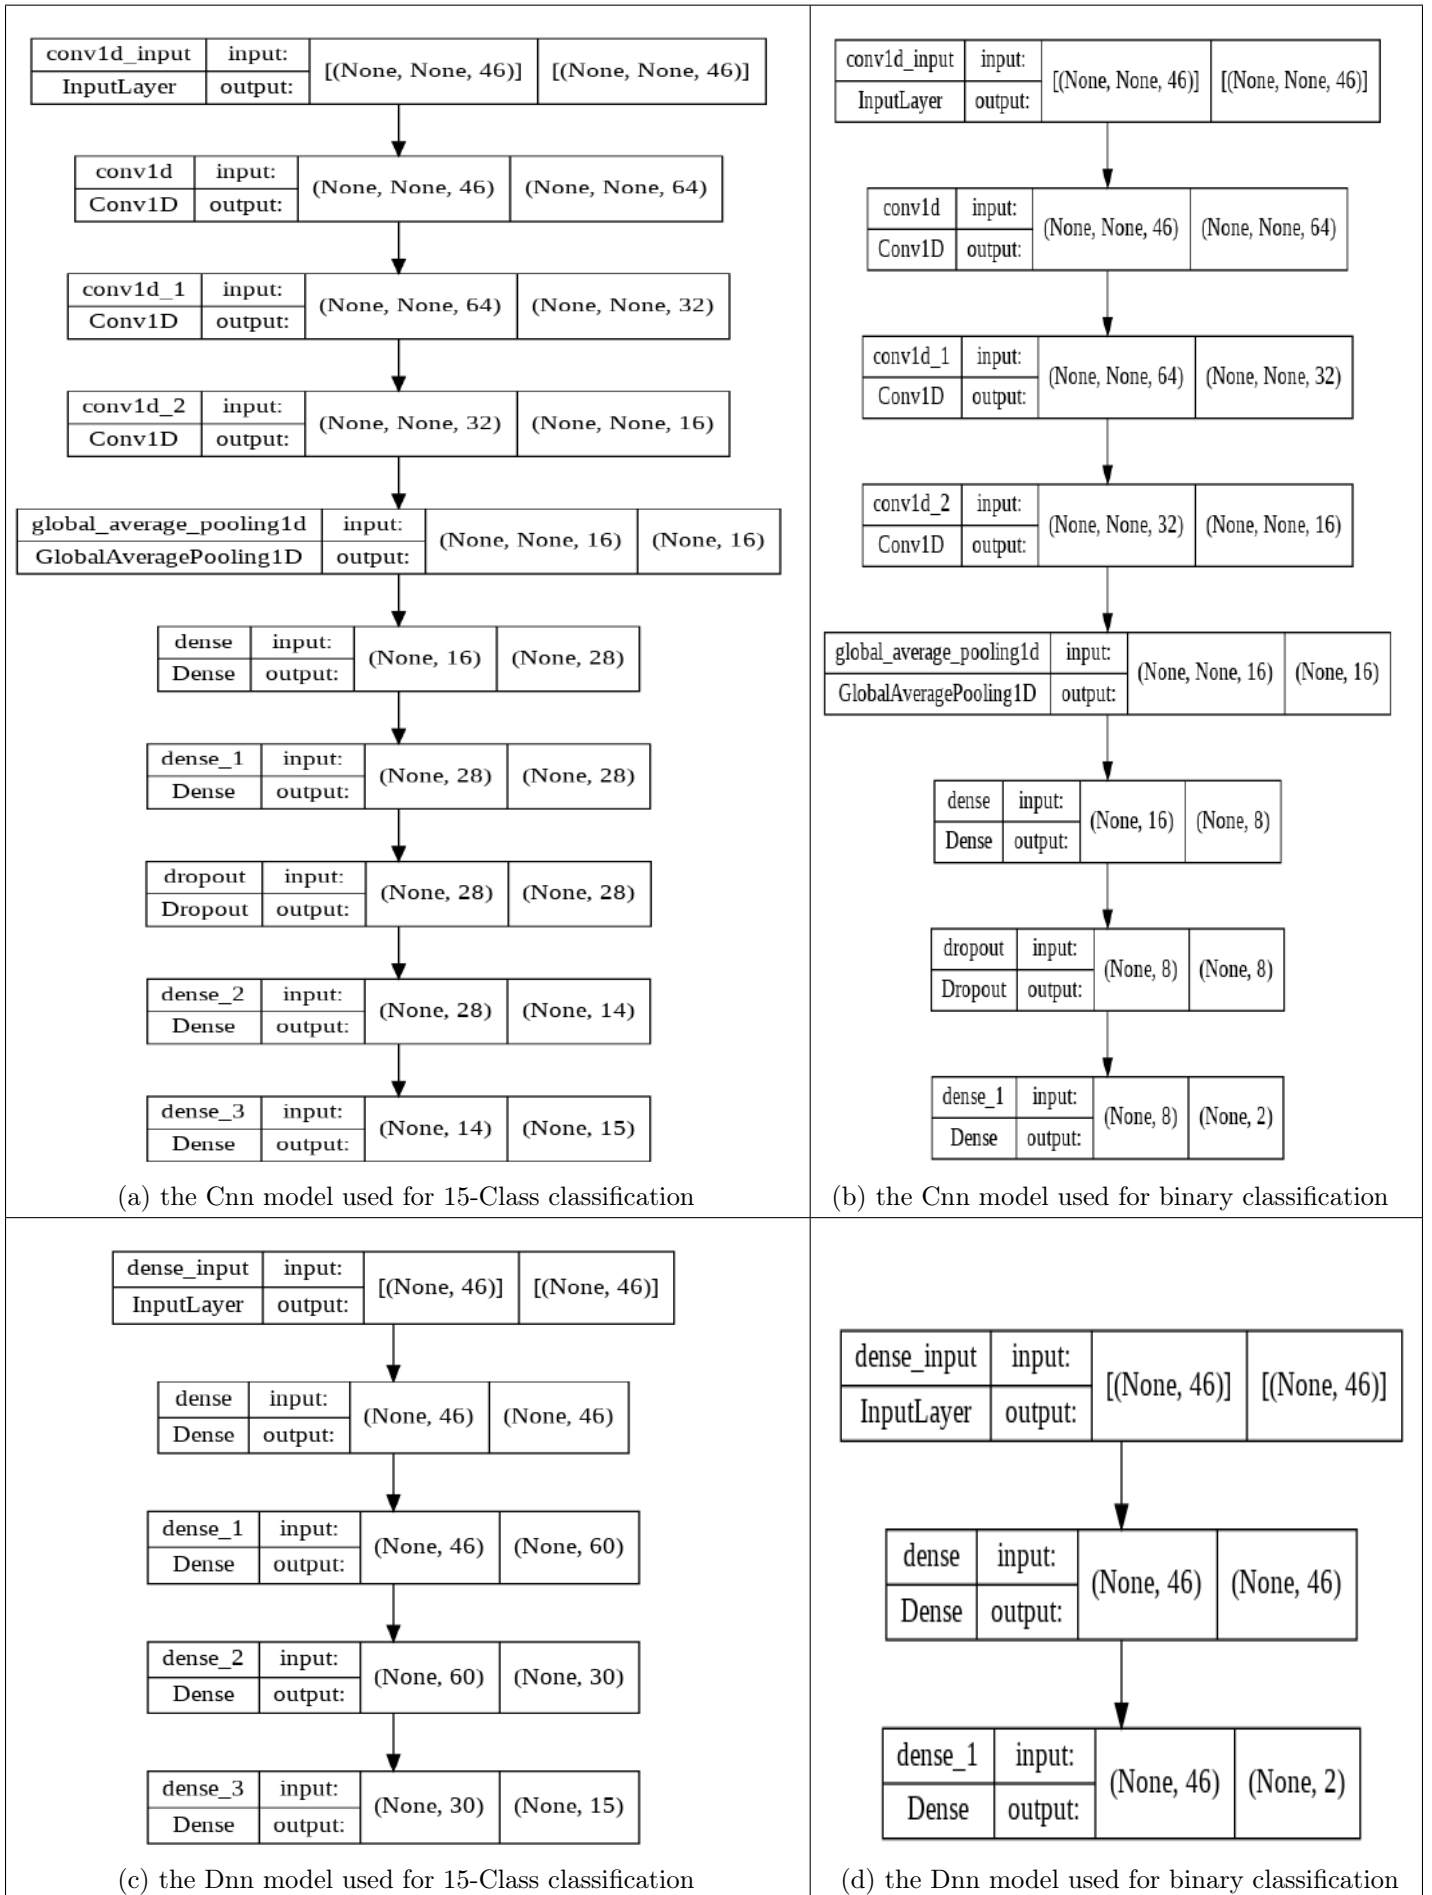 conv1d_input input: [(None, None, 46)] [(None, None, 46)]
InputLayer output:
conv1d input: (None, None, 46) (None, None, 64)
Conv1D output:
conv1d_1 input: (None, None, 64) (None, None, 32)
Conv1D output:
conv1d_2 input: (None, None, 32) (None, None, 16)
Conv1D output:
global_average_pooling1d input: (None, None, 16) (None, 16)
GlobalAveragePooling1D output:
dense input: (None, 16) (None, 28)
Dense output:
dense_1 input: (None, 28) (None, 28)
Dense output:
dropout input: (None, 28) (None, 28)
Dropout output:
dense_2 input: (None, 28) (None, 14)
Dense output:
dense_3 input: (None, 14) (None, 15)
Dense output:
(a) the Cnn model used for 15-Class classification
conv1d_input input: [(None, None, 46)] [(None, None, 46)]
InputLayer output:
conv1d input: (None, None, 46) (None, None, 64)
Conv1D output:
conv1d_1 input: (None, None, 64) (None, None, 32)
Conv1D output:
conv1d_2 input: (None, None, 32) (None, None, 16)
Conv1D output:
global_average_pooling1d input: (None, None, 16) (None, 16)
GlobalAveragePooling1D output:
dense input: (None, 16) (None, 8)
Dense output:
dropout input: (None, 8) (None, 8)
Dropout output:
dense_1 input: (None, 8) (None, 2)
Dense output:
(b) the Cnn model used for binary classification
dense_input input: [(None, 46)] [(None, 46)]
InputLayer output:
dense input: (None, 46) (None, 46)
Dense output:
dense_1 input: (None, 46) (None, 60)
Dense output:
dense_2 input: (None, 60) (None, 30)
Dense output:
dense_3 input: (None, 30) (None, 15)
Dense output:
(c) the Dnn model used for 15-Class classification
dense_input input: [(None, 46)] [(None, 46)]
InputLayer output:
dense input: (None, 46) (None, 46)
Dense output:
dense_1 input: (None, 46) (None, 2)
Dense output:
(d) the Dnn model used for binary classification